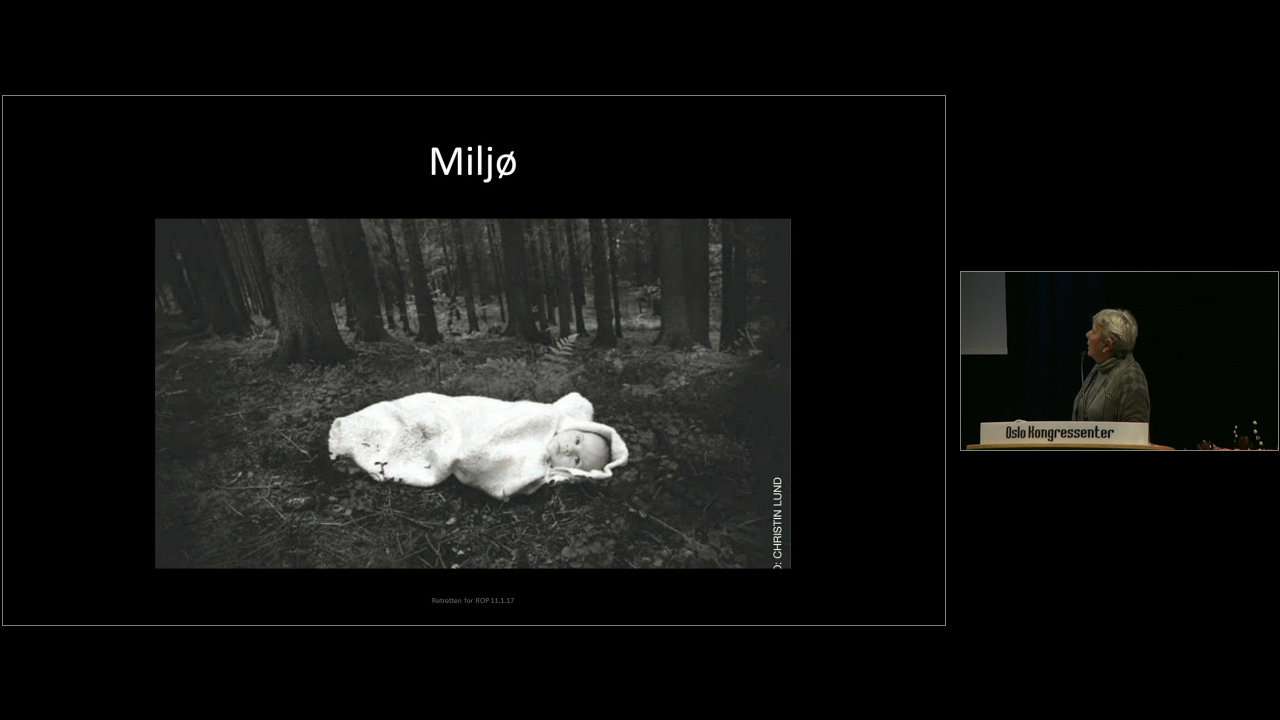 Miljø
D: CHRISTIN LUND
Retretten for ROP 11.1.17
Oslo Kongressenter